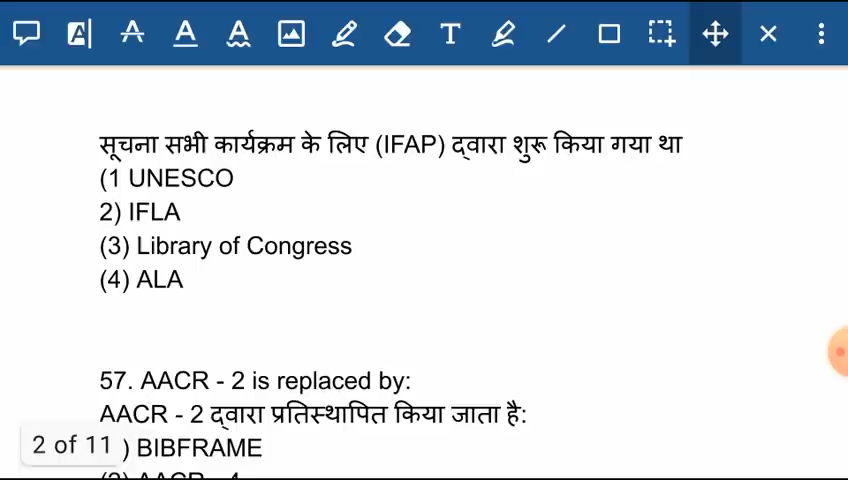 सूचना सभी कार्यक्रम के लिए (IFAP) द्वारा शुरू किया गया था
(1 UNESCO
2) IFLA
(3) Library of Congress
(4) ALA
57. AACR - 2 is replaced by:
AACR - 2 द्वारा प्रतिस्थापित किया जाता है:
) BIBFRAME
2 of 11